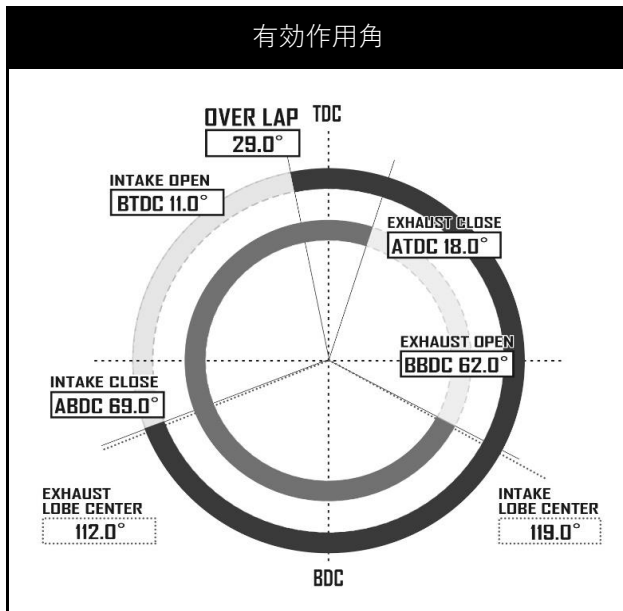 有効作用角
OVER LAP
29.0°
TDC
INTAKE OPEN
BTDC 11.0°
EXHAUST CLOSE
ATDC 18.0°
EXHAUST OPEN
BBDC 62.0°
INTAKE CLOSE
ABDC 69.0°
EXHAUST
LOBE CENTER
112.0°
INTAKE
LOBE CENTER
119.0°
BDC